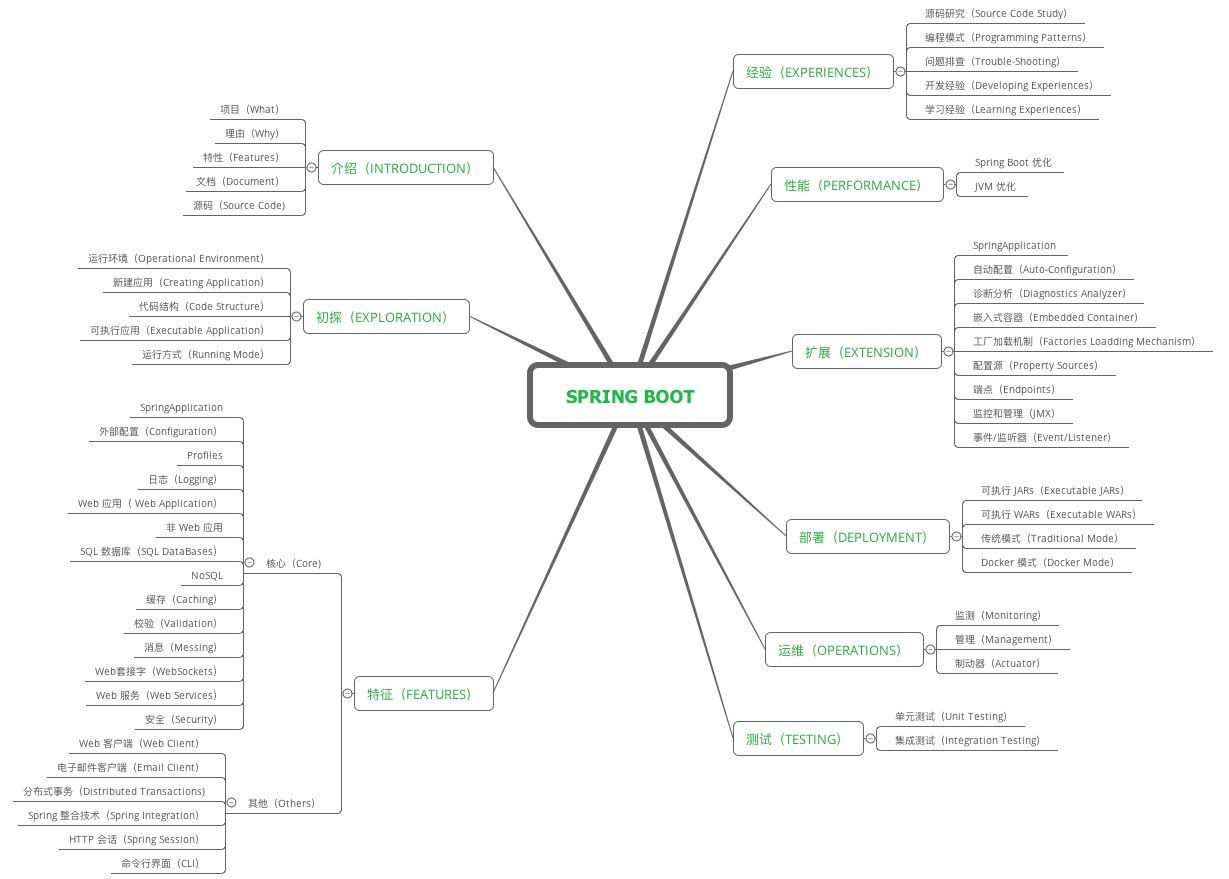 SPRING BOOT
介绍（INTRODUCTION）
项目（What）
理由（Why）
特性（Features）
文档（Document）
源码（Source Code）
初探（EXPLORATION）
运行环境（Operational Environment）
新建应用（Creating Application）
代码结构（Code Structure）
可执行应用（Executable Application）
运行方式（Running Mode）
特征（FEATURES）
核心（Core）
SpringApplication
外部配置（Configuration）
Profiles
日志（Logging）
Web 应用（ Web Application）
非 Web 应用
SQL 数据库（SQL DataBases）
NoSQL
缓存（Caching）
校验（Validation）
消息（Messing）
Web套接字（WebSockets）
Web 服务（Web Services）
安全（Security）
其他（Others）
Web 客户端（Web Client）
电子邮件客户端（Email Client）
分布式事务（Distributed Transactions）
Spring 整合技术（Spring Integration）
HTTP 会话（Spring Session）
命令行界面（CLI）
经验（EXPERIENCES）
源码研究（Source Code Study）
编程模式（Programming Patterns）
问题排查（Trouble-Shooting）
开发经验（Developing Experiences）
学习经验（Learning Experiences）
性能（PERFORMANCE）
Spring Boot 优化
JVM 优化
扩展（EXTENSION）
SpringApplication
自动配置（Auto-Configuration）
诊断分析（Diagnostics Analyzer）
嵌入式容器（Embedded Container）
工厂加载机制（Factories Loadding Mechanism）
配置源（Property Sources）
端点（Endpoints）
监控和管理（JMX）
事件/监听器（Event/Listener）
部署（DEPLOYMENT）
可执行 JARs（Executable JARs）
可执行 WARs（Executable WARs）
传统模式（Traditional Mode）
Docker 模式（Docker Mode）
运维（OPERATIONS）
监测（Monitoring）
管理（Management）
制动器（Actuator）
测试（TESTING）
单元测试（Unit Testing）
集成测试（Integration Testing）